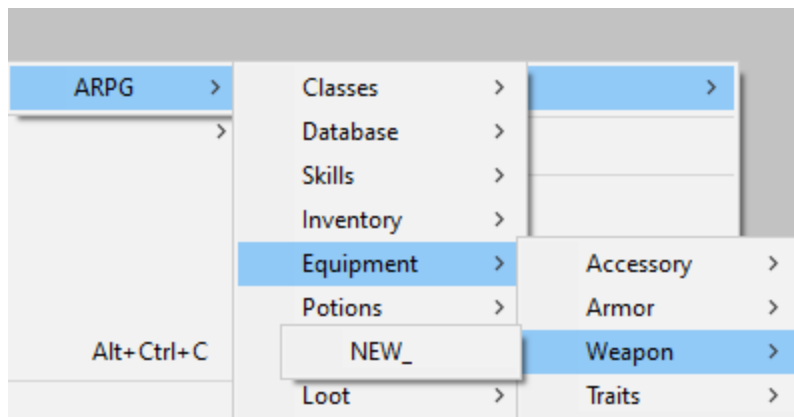 ARPG
Classes
Database
Skills
Inventory
Equipment
Accessory
Potions
Armor
Alt+Ctrl+C
NEW_
Weapon
Loot
Traits